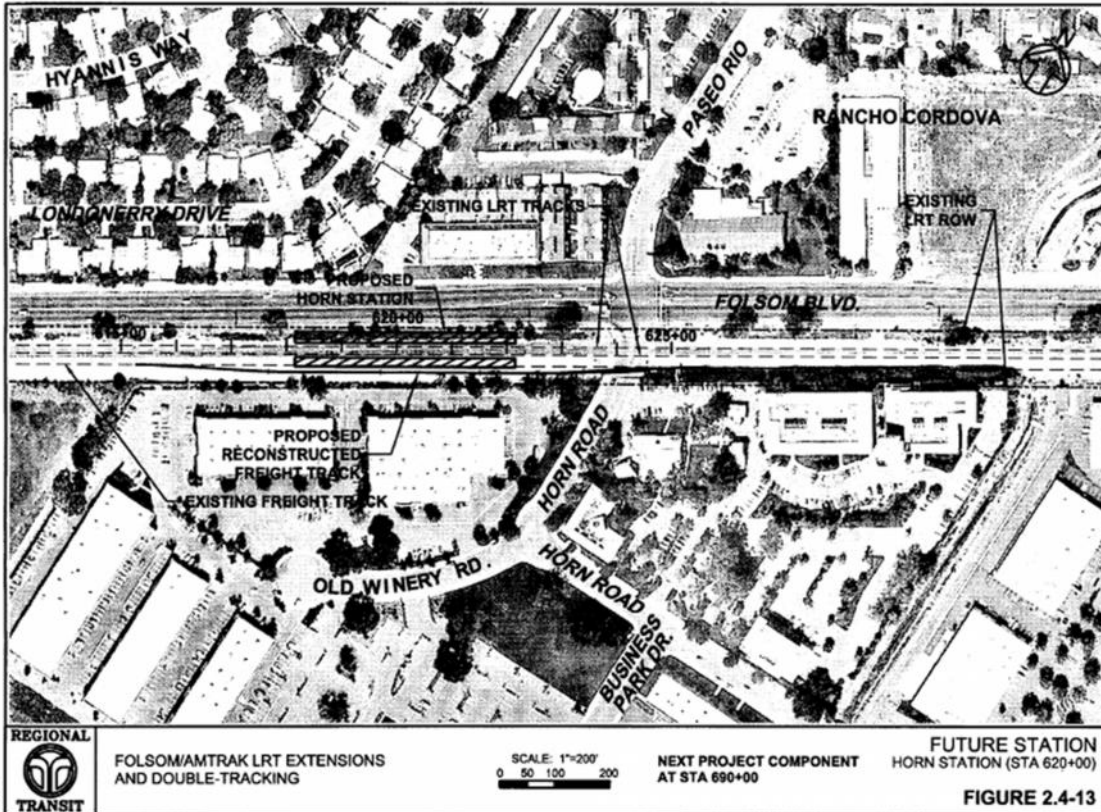 HYANNIS WAY
PASEO RIO
RANCHO CORDOVA
LONDONERRY DRIVE
EXISTING LRT TRACKS
EXISTING
LRT ROW
PROPOSED
HORN STATION
620+00
FOLSOM BLVD.
625+00
PROPOSED
RECONSTRUCTED
FREIGHT TRACK
EXISTING FREIGHT TRACK
HORN ROAD
OLD WINERY RD.
HORN ROAD
BUSINESS
PARK DR.
REGIONAL
TRANSIT
FOLSOM/AMTRAK LRT EXTENSIONS
AND DOUBLE-TRACKING
SCALE: 1"=200'
0 50 100 200
NEXT PROJECT COMPONENT
AT STA 690+00
FUTURE STATION
HORN STATION (STA 620+00)
FIGURE 2.4-13